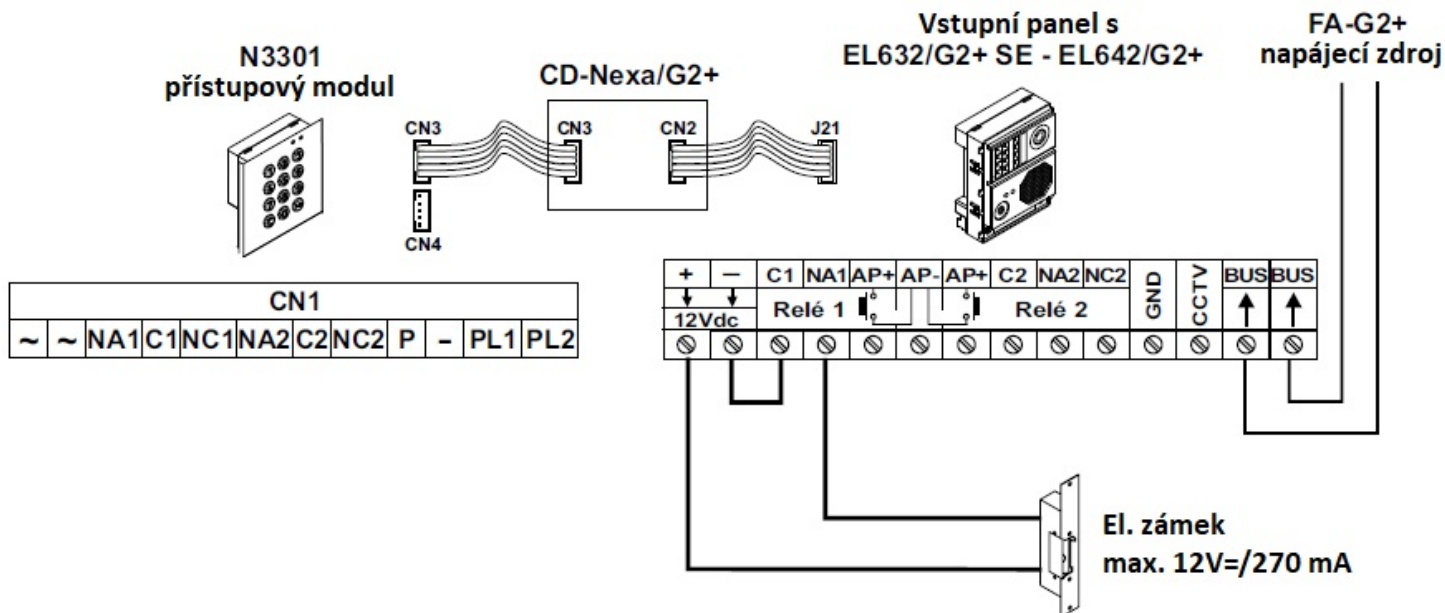 N3301
přístupový modul
CD-Nexa/G2+
Vstupní panel s
EL632/G2+ SE - EL642/G2+
FA-G2+
napájecí zdroj
CN3
CN3
CN2
J21
CN4
CN1
~ ~ NA1 C1 NC1 NA2 C2 NC2 P - PL1 PL2
+ — C1 NA1 AP+ AP- AP+ C2 NA2 NC2 GND CCTV BUS BUS
12Vdc Relé 1 Relé 2
El. zámek
max. 12V=/270 mA